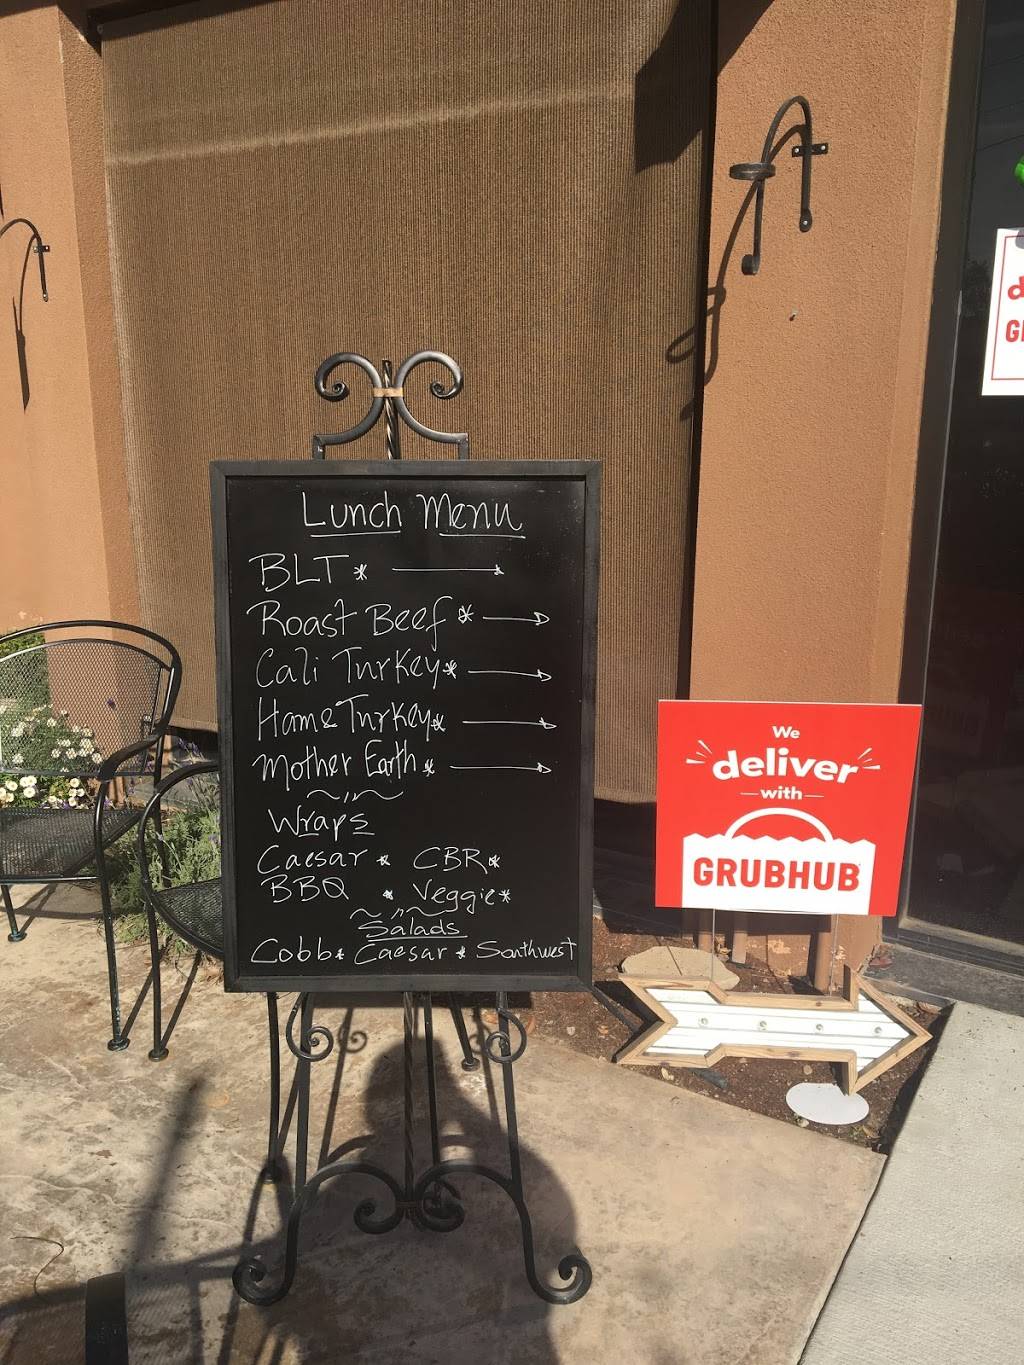 Lunch Menu
BLT *
Roast Beef *
Cali Turkey *
Ham & Turkey *
Mother Earth *
Wraps
Caesar * CBR *
BBQ * Veggie *
Salads
Cobb * Caesar * Southwest
We
deliver
with
GRUBHUB
d
G